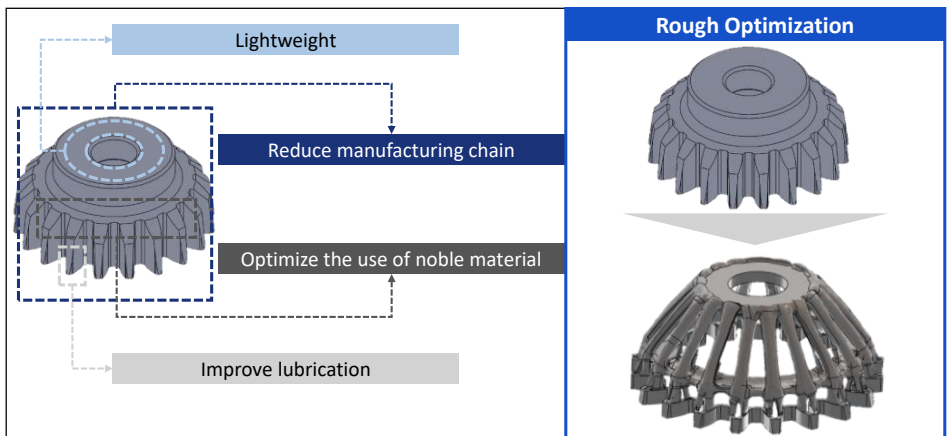 Lightweight
Reduce manufacturing chain
Optimize the use of noble material
Improve lubrication
Rough Optimization